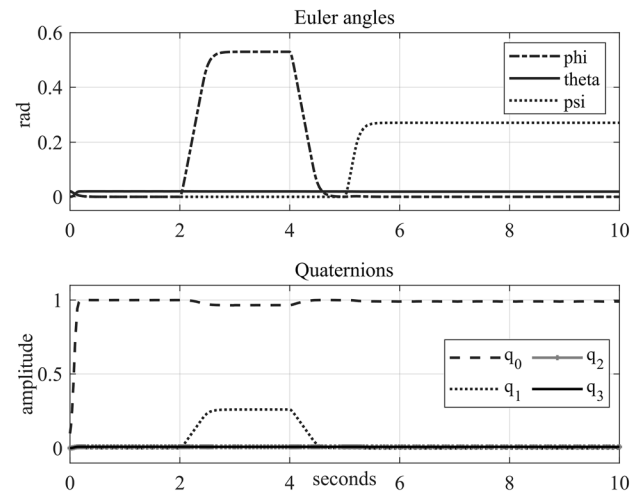 Euler angles
0.6
0.4
0.2
0
rad
phi
theta
psi
0 2 4 6 8 10
Quaternions
1
0.5
0
amplitude
q0 q2
q1 q3
0 2 4 6 8 10
seconds